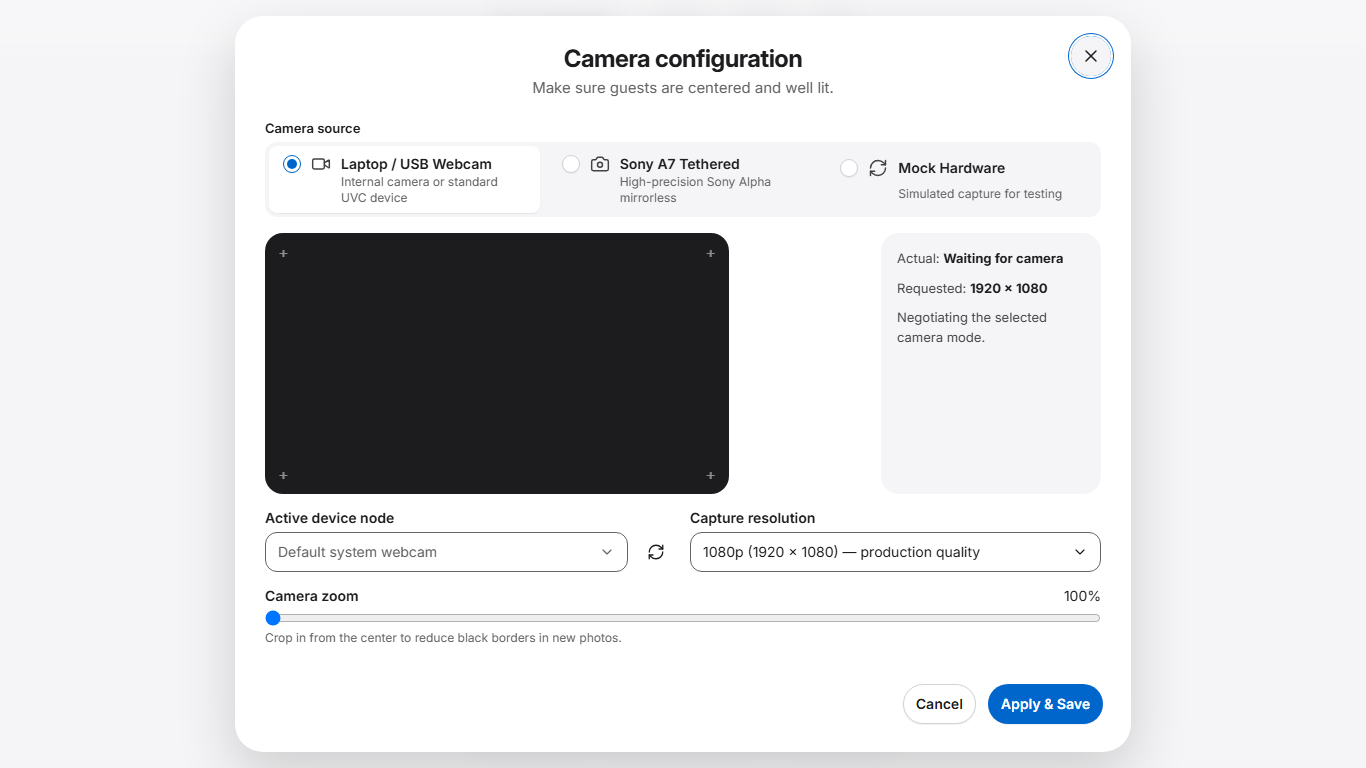 Camera configuration
Make sure guests are centered and well lit.
Camera source
Laptop / USB Webcam
Internal camera or standard
UVC device
Sony A7 Tethered
High-precision Sony Alpha
mirrorless
Mock Hardware
Simulated capture for testing
Actual: Waiting for camera
Requested: 1920 × 1080
Negotiating the selected
camera mode.
Active device node
Default system webcam
Capture resolution
1080p (1920 × 1080) — production quality
Camera zoom
100%
Crop in from the center to reduce black borders in new photos.
Cancel
Apply & Save